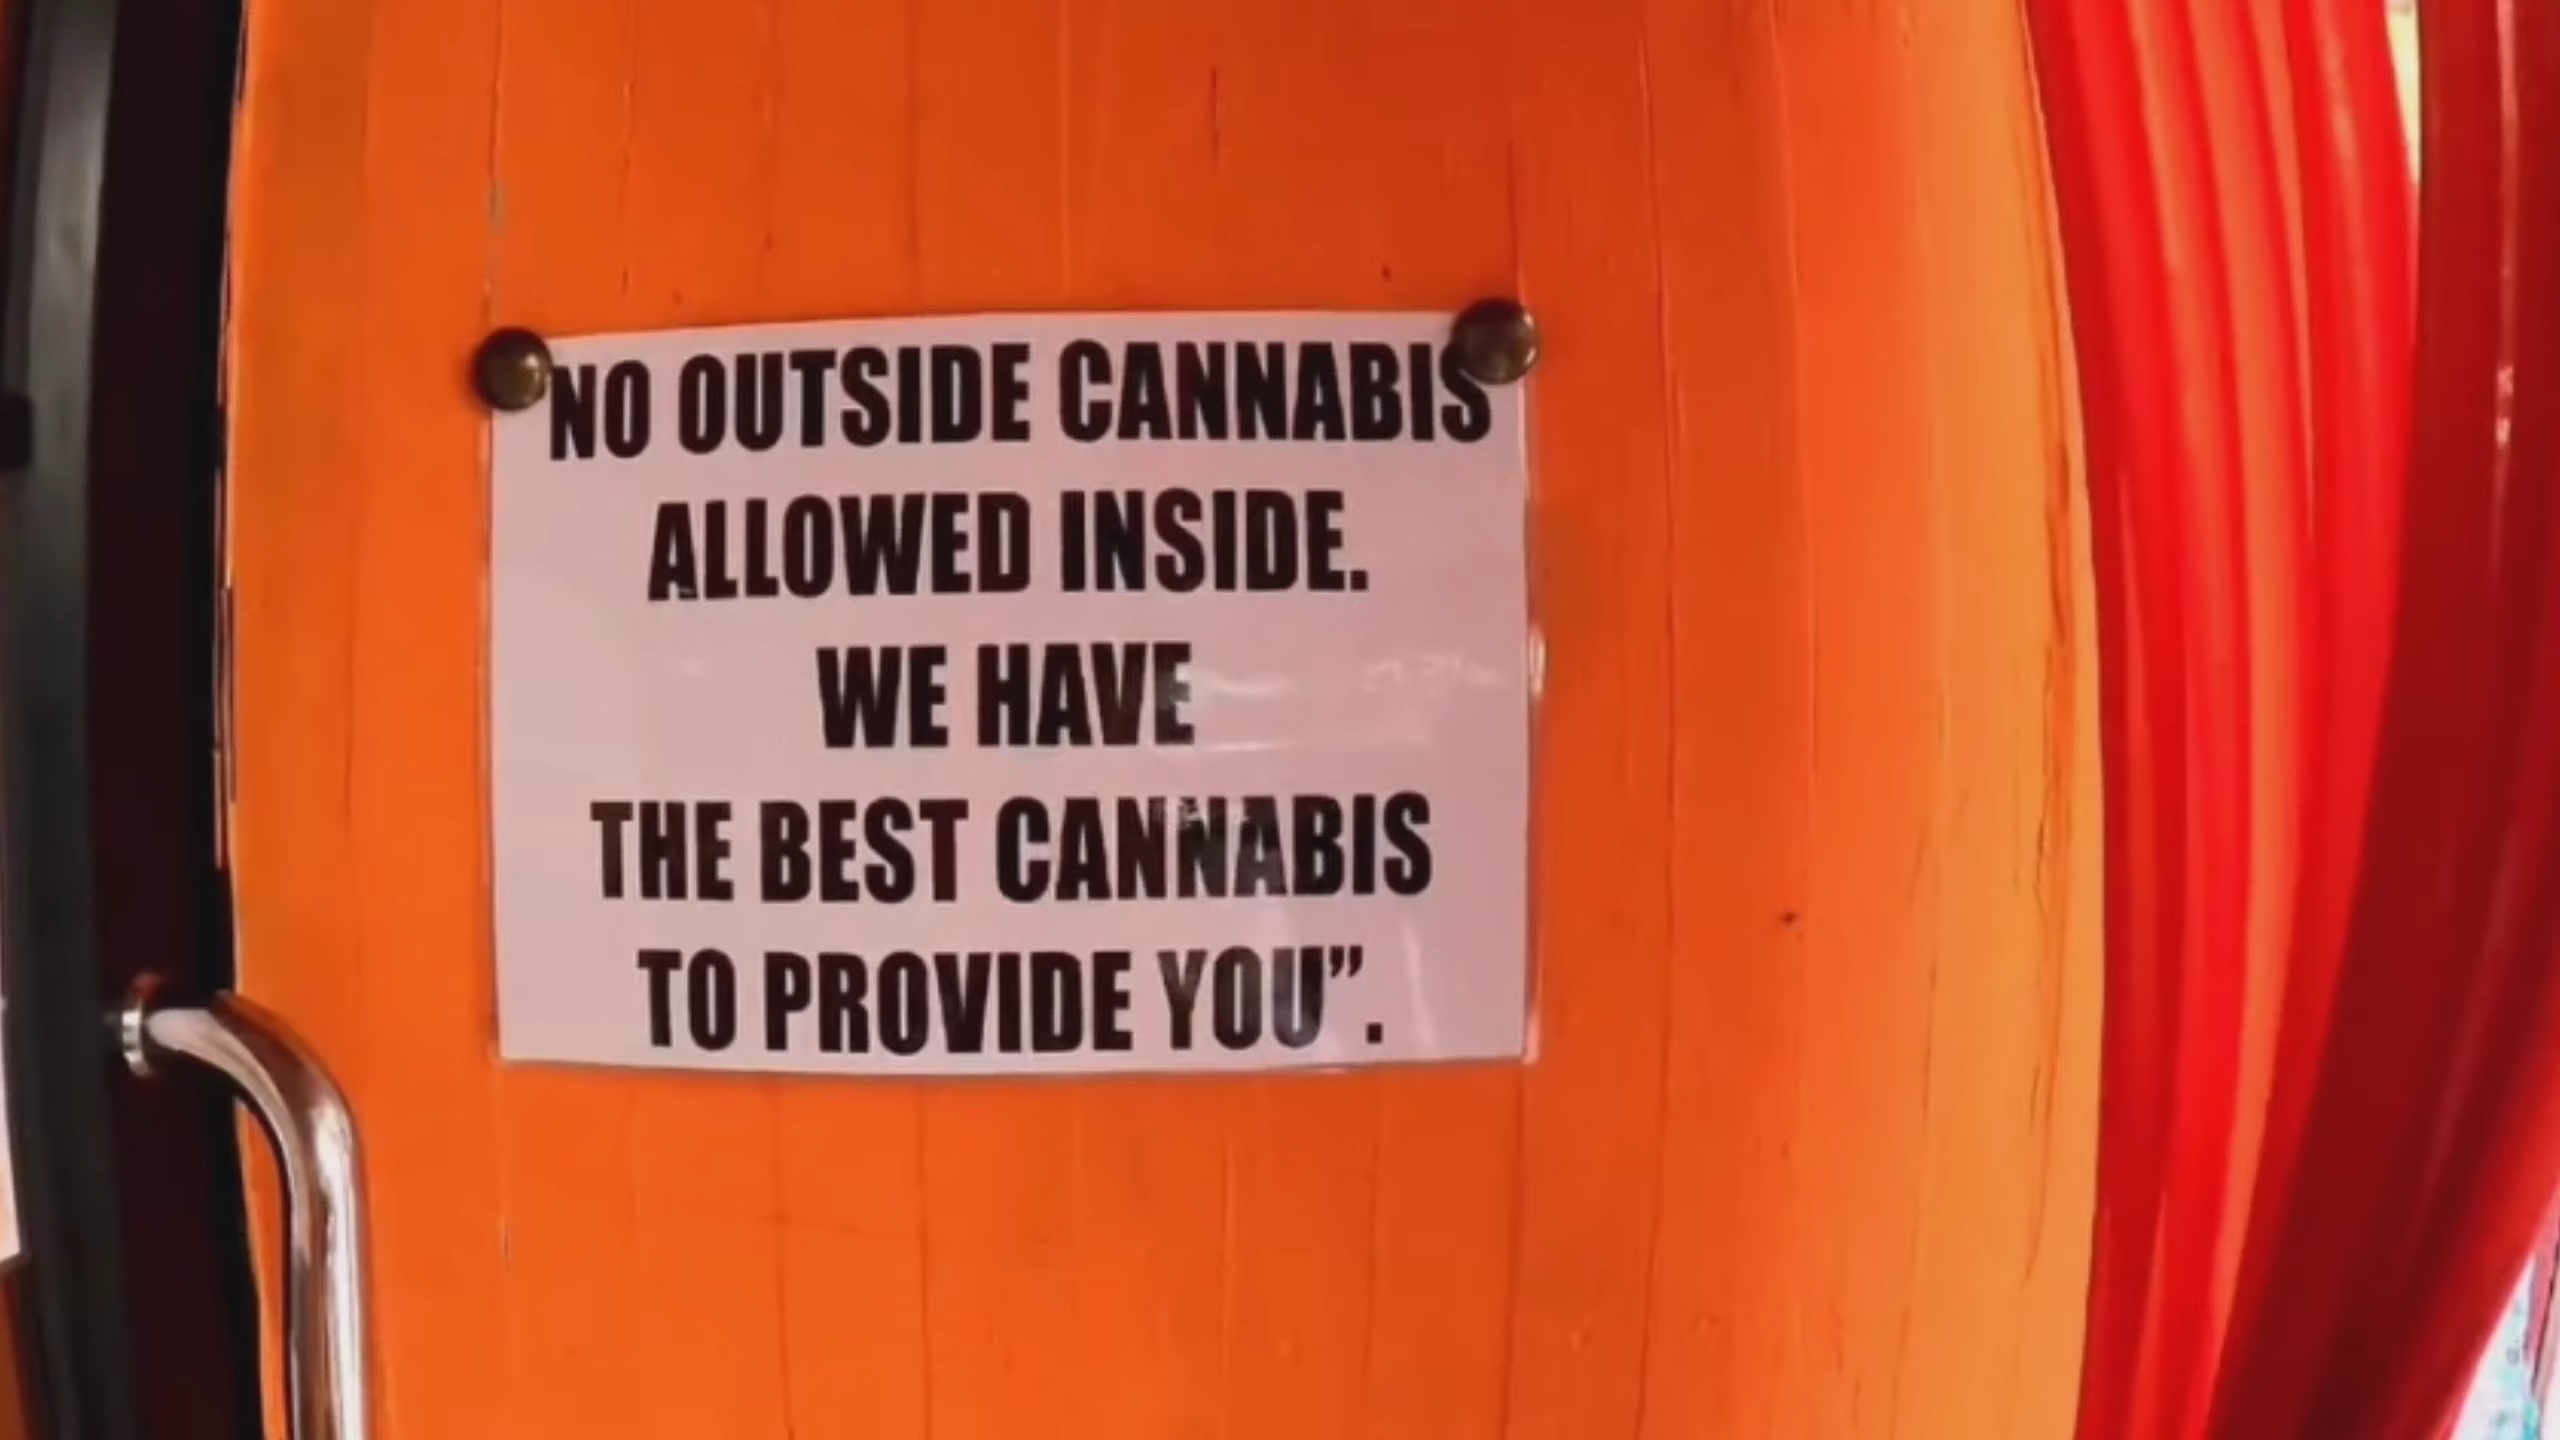 NO OUTSIDE CANNABIS
ALLOWED INSIDE.
WE HAVE
THE BEST CANNABIS
TO PROVIDE YOU”.